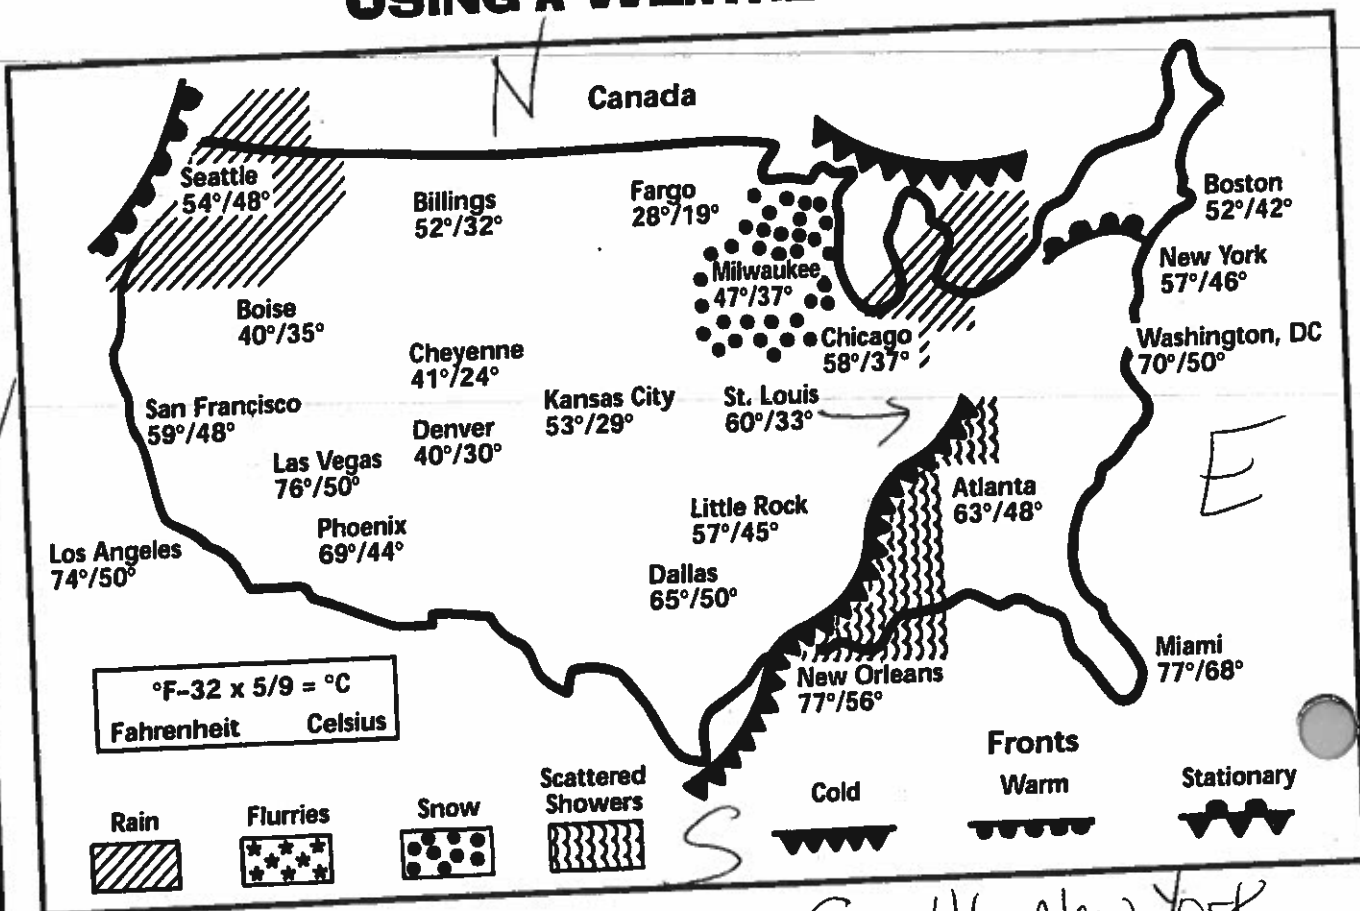 USING A
N
Canada
Seattle
54°/48°
Billings
52°/32°
Fargo
28°/19°
Boston
52°/42°
Milwaukee
47°/37°
New York
57°/46°
Boise
40°/35°
Chicago
58°/37°
Washington, DC
70°/50°
Cheyenne
41°/24°
San Francisco
59°/48°
Kansas City
53°/29°
St. Louis
60°/33°
Denver
40°/30°
Las Vegas
76°/50°
E
Atlanta
63°/48°
Phoenix
69°/44°
Little Rock
57°/45°
Los Angeles
74°/50°
Dallas
65°/50°
Miami
77°/68°
New Orleans
77°/56°
°F–32 x 5/9 = °C
Fahrenheit Celsius
Fronts
Rain
Flurries
Snow
Scattered
Showers
S
Cold
Warm
Stationary
New York